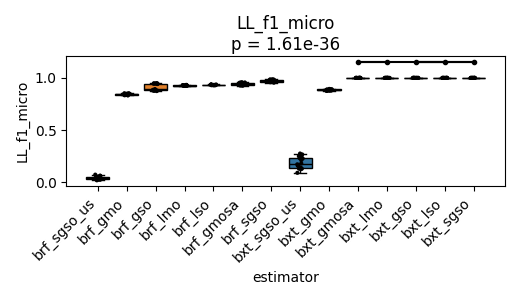 LL_f1_micro
p = 1.61e-36
LL_f1_micro
1.0
0.5
0.0
brf_sgso_us
brf_gmo
brf_gso
brf_lmo
brf_lso
brf_gmosa
brf_sgso
bxt_sgso_us
bxt_gmo
bxt_gmosa
bxt_lmo
bxt_gso
bxt_lso
bxt_sgso
estimator